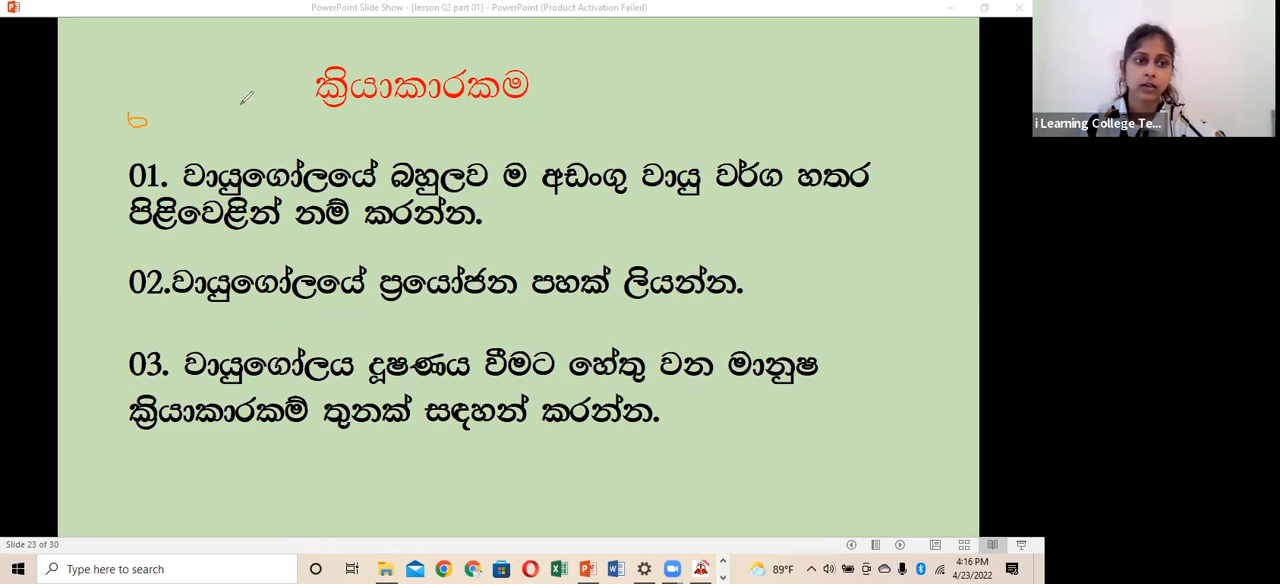 PowerPoint Slide Show - [lesson 02 part 01] - PowerPoint (Product Activation Failed)
ක්‍රියාකාරකම
01. වායුගෝලයේ බහුලව ම අඩංගු වායු වර්ග හතර
පිළිවෙළින් නම් කරන්න.
02.වායුගෝලයේ ප්‍රයෝජන පහක් ලියන්න.
03. වායුගෝලය දූෂණය වීමට හේතු වන මානුෂ
ක්‍රියාකාරකම් තුනක් සඳහන් කරන්න.
i Learning College Te...
Slide 23 of 30
Type here to search
89°F
4:16 PM
4/23/2022